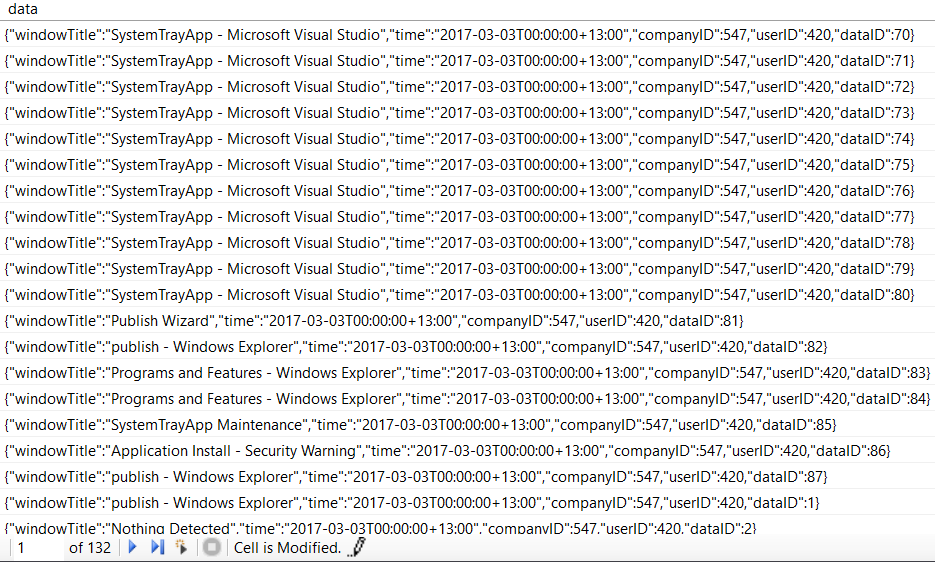 data
{"windowTitle":"SystemTrayApp - Microsoft Visual Studio","time":"2017-03-03T00:00:00+13:00","companyID":547,"userID":420,"dataID":70}
{"windowTitle":"SystemTrayApp - Microsoft Visual Studio","time":"2017-03-03T00:00:00+13:00","companyID":547,"userID":420,"dataID":71}
{"windowTitle":"SystemTrayApp - Microsoft Visual Studio","time":"2017-03-03T00:00:00+13:00","companyID":547,"userID":420,"dataID":72}
{"windowTitle":"SystemTrayApp - Microsoft Visual Studio","time":"2017-03-03T00:00:00+13:00","companyID":547,"userID":420,"dataID":73}
{"windowTitle":"SystemTrayApp - Microsoft Visual Studio","time":"2017-03-03T00:00:00+13:00","companyID":547,"userID":420,"dataID":74}
{"windowTitle":"SystemTrayApp - Microsoft Visual Studio","time":"2017-03-03T00:00:00+13:00","companyID":547,"userID":420,"dataID":75}
{"windowTitle":"SystemTrayApp - Microsoft Visual Studio","time":"2017-03-03T00:00:00+13:00","companyID":547,"userID":420,"dataID":76}
{"windowTitle":"SystemTrayApp - Microsoft Visual Studio","time":"2017-03-03T00:00:00+13:00","companyID":547,"userID":420,"dataID":77}
{"windowTitle":"SystemTrayApp - Microsoft Visual Studio","time":"2017-03-03T00:00:00+13:00","companyID":547,"userID":420,"dataID":78}
{"windowTitle":"SystemTrayApp - Microsoft Visual Studio","time":"2017-03-03T00:00:00+13:00","companyID":547,"userID":420,"dataID":79}
{"windowTitle":"SystemTrayApp - Microsoft Visual Studio","time":"2017-03-03T00:00:00+13:00","companyID":547,"userID":420,"dataID":80}
{"windowTitle":"Publish Wizard","time":"2017-03-03T00:00:00+13:00","companyID":547,"userID":420,"dataID":81}
{"windowTitle":"publish - Windows Explorer","time":"2017-03-03T00:00:00+13:00","companyID":547,"userID":420,"dataID":82}
{"windowTitle":"Programs and Features - Windows Explorer","time":"2017-03-03T00:00:00+13:00","companyID":547,"userID":420,"dataID":83}
{"windowTitle":"Programs and Features - Windows Explorer","time":"2017-03-03T00:00:00+13:00","companyID":547,"userID":420,"dataID":84}
{"windowTitle":"SystemTrayApp Maintenance","time":"2017-03-03T00:00:00+13:00","companyID":547,"userID":420,"dataID":85}
{"windowTitle":"Application Install - Security Warning","time":"2017-03-03T00:00:00+13:00","companyID":547,"userID":420,"dataID":86}
{"windowTitle":"publish - Windows Explorer","time":"2017-03-03T00:00:00+13:00","companyID":547,"userID":420,"dataID":87}
{"windowTitle":"publish - Windows Explorer","time":"2017-03-03T00:00:00+13:00","companyID":547,"userID":420,"dataID":1}
{"windowTitle":"Nothing Detected","time":"2017-03-03T00:00:00+13:00","companyID":547,"userID":420,"dataID":2}
1 of 132 Cell is Modified.